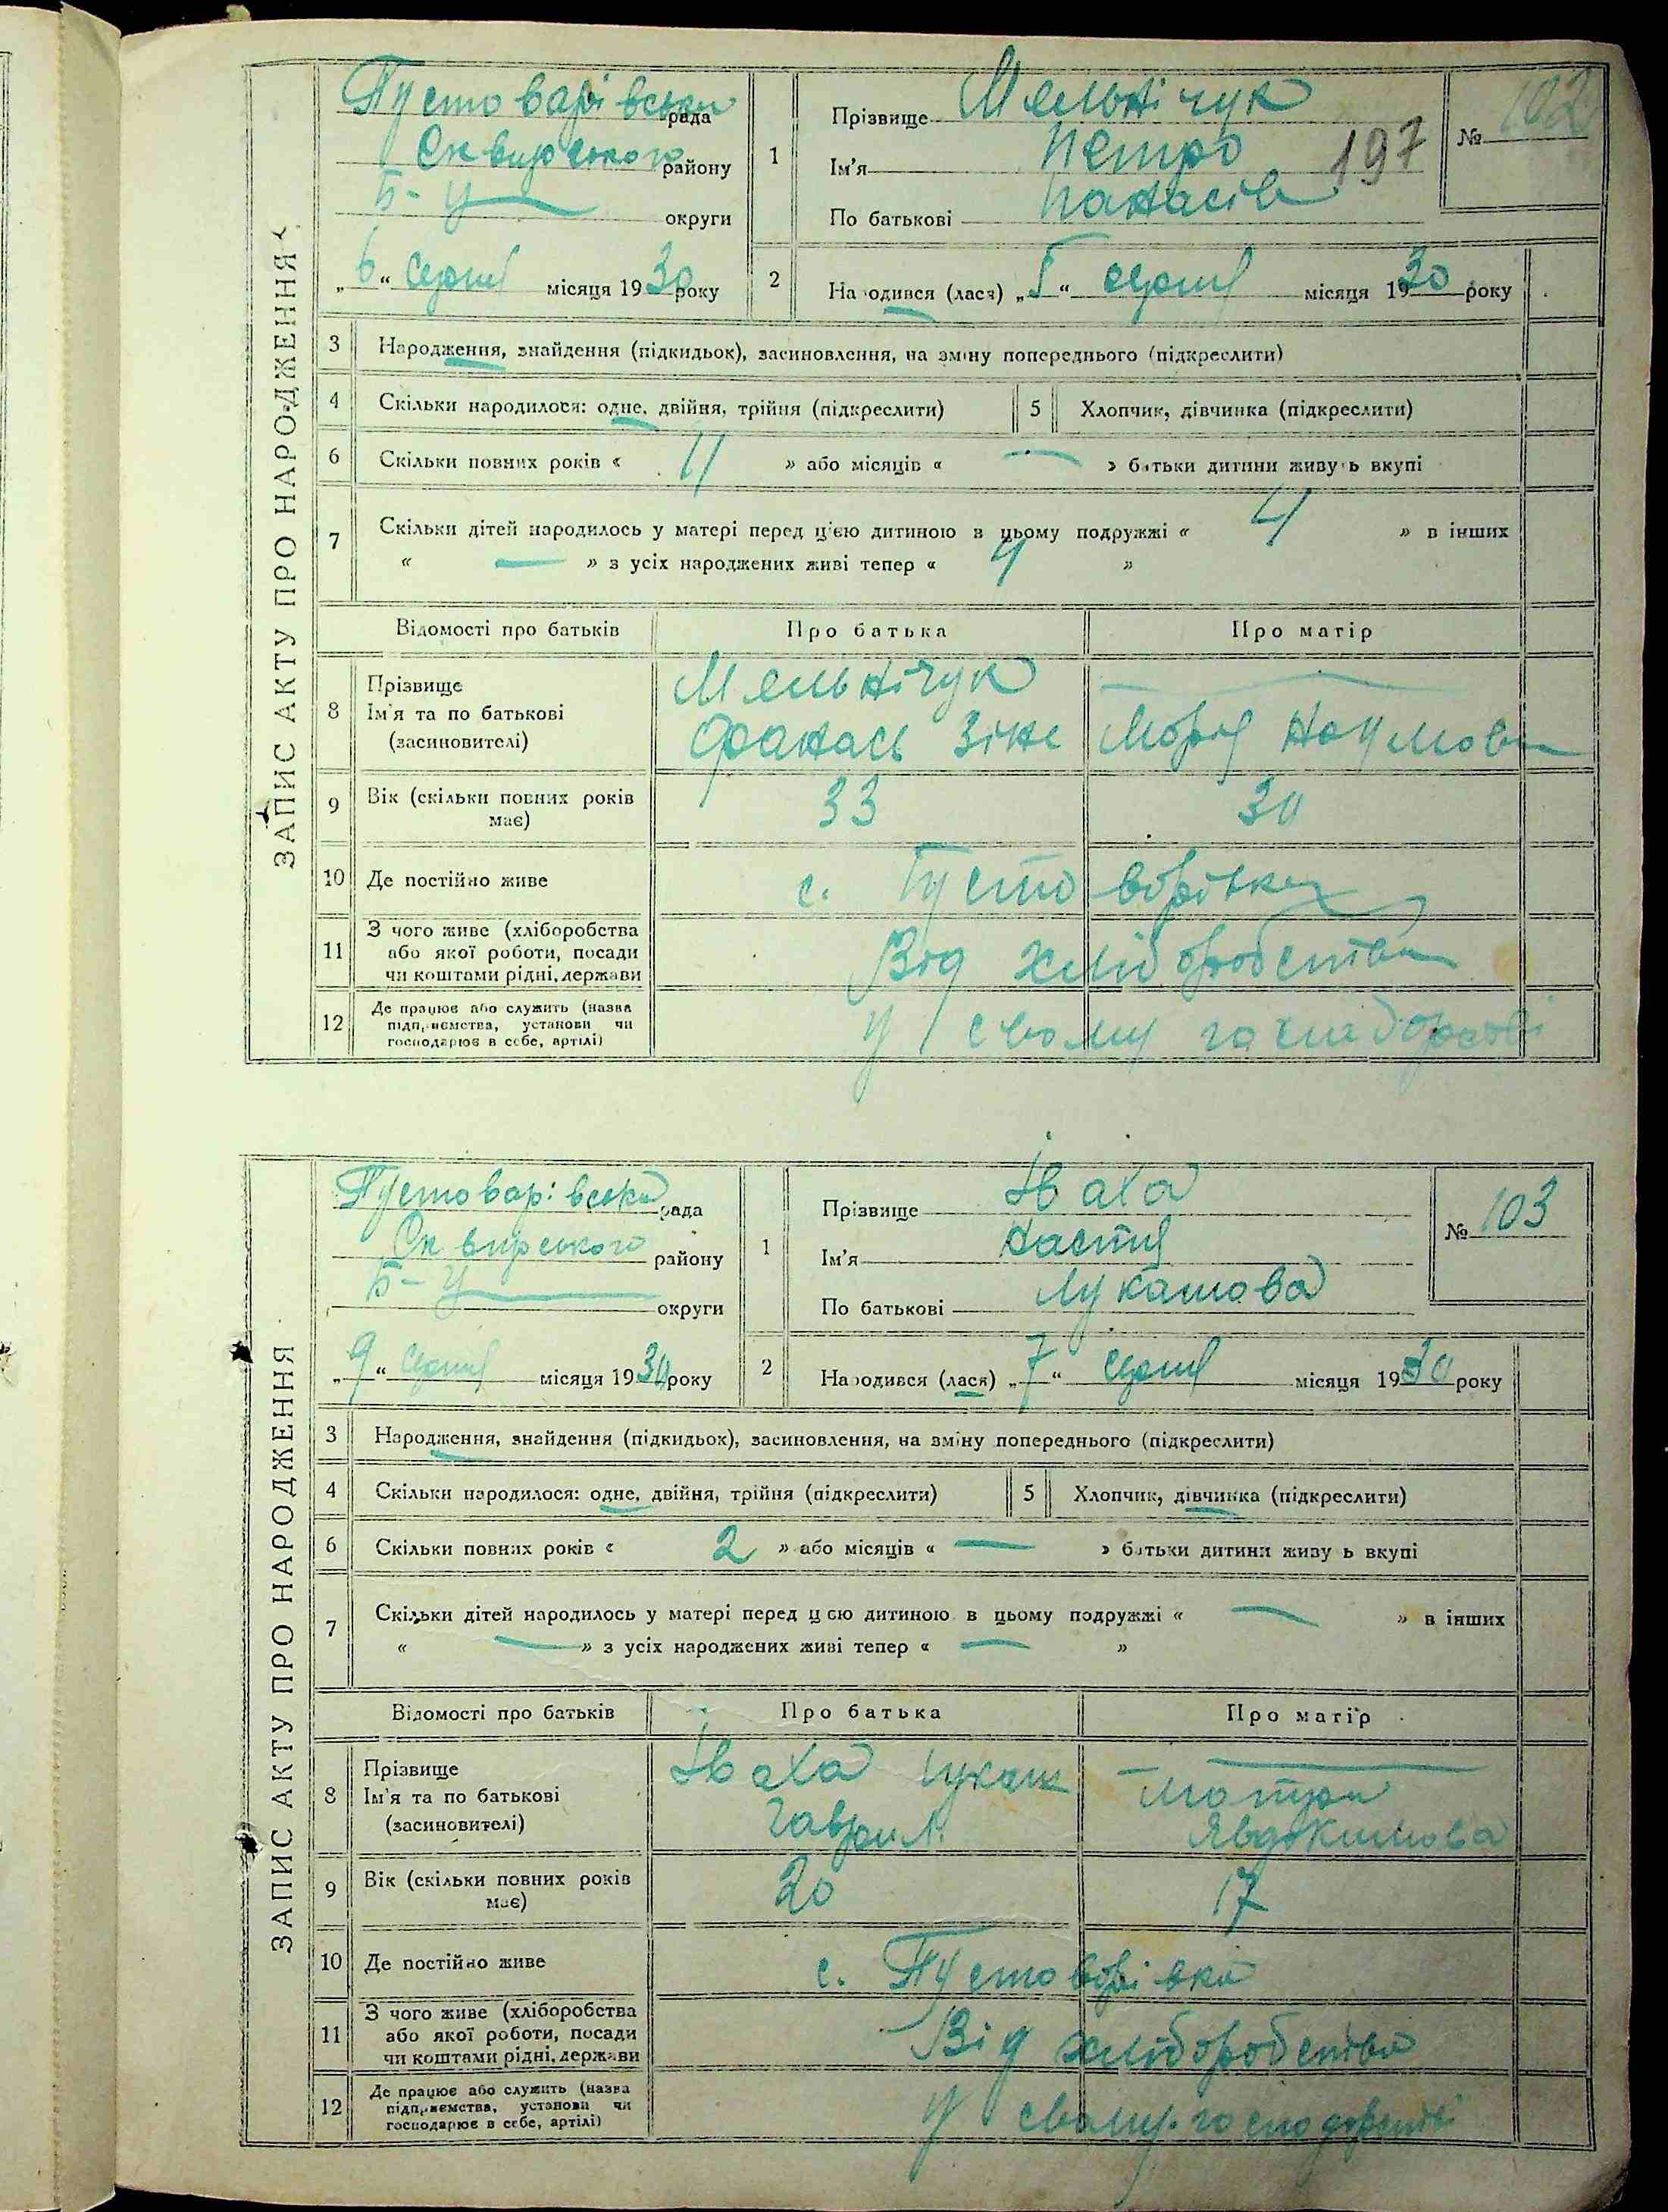 ЗАПИС АКТУ ПРО НАРОДЖЕННЯ
Пустоварівська рада
Сквирського району
Б-Ц округи
„6“ серпня місяця 1930 року
1 Прізвище Мельнічук
Ім'я Петро 197
По батькові Панасів
№ 102
2 Народився (лася) „5“ серпня місяця 1930 року
3 Народження, знайдення (підкидьок), засиновлення, на зміну попереднього (підкреслити)
4 Скільки народилося: одне, двійня, трійня (підкреслити) 5 Хлопчик, дівчинка (підкреслити)
6 Скільки повних років « 11 » або місяців « — » батьки дитини живуть вкупі
7 Скільки дітей народилось у матері перед цією дитиною в цьому подружжі « 4 » в інших
« — » з усіх народжених живі тепер « 4 »
Відомості про батьків Про батька Про матір
8 Прізвище
Ім'я та по батькові
(засиновителі)
Мельнічук
Фанась Зінь —
Наумова
9 Вік (скільки повних років має) 33 30
10 Де постійно живе с. Пустоварівка
11 З чого живе (хліборобства
або якої роботи, посади
чи коштами рідні, держави
Від хліборобства
12 Де працює або служить (назва
підприємства, установи чи
господарює в себе, артілі)
У свому господарстві
ЗАПИС АКТУ ПРО НАРОДЖЕННЯ
Пустоварівська рада
Сквирського району
Б-Ц округи
„9“ серпня місяця 1930 року
1 Прізвище Іваха
Ім'я Настя
По батькові Лукашова
№ 103
2 Народився (лася) „7“ серпня місяця 1930 року
3 Народження, знайдення (підкидьох), засиновлення, на зміну попереднього (підкреслити)
4 Скільки народилося: одне, двійня, трійня (підкреслити) 5 Хлопчик, дівчинка (підкреслити)
6 Скільки повних років « 2 » або місяців « — » батьки дитини живуть вкупі
7 Скільки дітей народилось у матері перед цією дитиною в цьому подружжі « — » в інших
« — » з усіх народжених живі тепер « — »
Відомості про батьків Про батька Про матір
8 Прізвище
Ім'я та по батькові
(засиновителі)
Іваха Лукаш —
Гаврил. Мотря
Явдокимова
9 Вік (скільки повних років має) 20 17
10 Де постійно живе с. Пустоварівка
11 З чого живе (хліборобства
або якої роботи, посади
чи коштами рідні, держави
Від хліборобства
12 Де працює або служить (назва
підприємства, установи чи
господарює в себе, артілі)
У свому господарстві